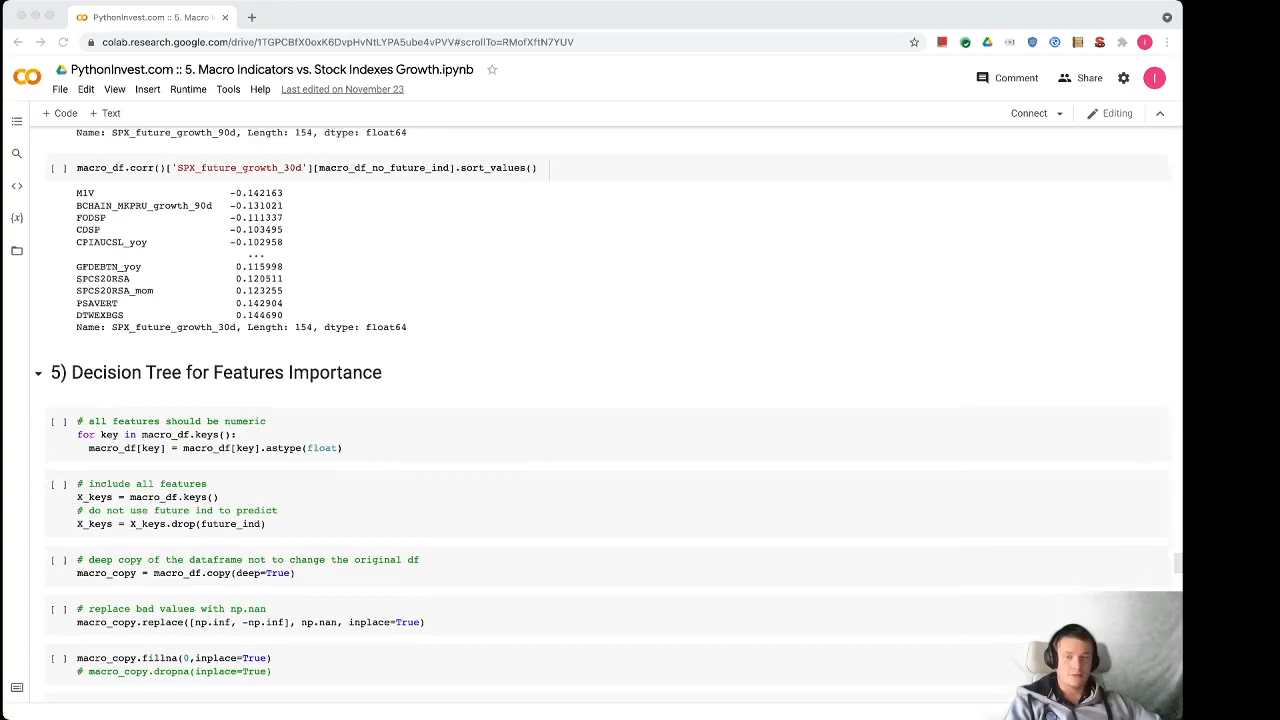 PythonInvest.com :: 5. Macro I
colab.research.google.com/drive/1TGPCBfX0oxK6DvpHvNtLYPA5ube4vPVV#scrollTo=RMofXftN7YUV
PythonInvest.com :: 5. Macro Indicators vs. Stock Indexes Growth.ipynb
Comment
Share
I
File Edit View Insert Runtime Tools Help Last edited on November 23
+ Code + Text
Connect
Editing
Name: SPX_future_growth_90d, Length: 154, dtype: float64
[ ] macro_df.corr()['SPX_future_growth_30d'][macro_df_no_future_ind].sort_values()
M1V -0.142163
BCHAIN_MKPRU_growth_90d -0.131021
FODSP -0.111337
CDSP -0.103495
CPIAUCSL_yoy -0.102958
...
GFDEBTN_yoy 0.115998
SPCS20RSA 0.120511
SPCS20RSA_mom 0.123255
PSAVERT 0.142904
DTWEXBGS 0.144690
Name: SPX_future_growth_30d, Length: 154, dtype: float64
5) Decision Tree for Features Importance
[ ] # all features should be numeric
for key in macro_df.keys():
macro_df[key] = macro_df[key].astype(float)
[ ] # include all features
X_keys = macro_df.keys()
# do not use future ind to predict
X_keys = X_keys.drop(future_ind)
[ ] # deep copy of the dataframe not to change the original df
macro_copy = macro_df.copy(deep=True)
[ ] # replace bad values with np.nan
macro_copy.replace([np.inf, -np.inf], np.nan, inplace=True)
[ ] macro_copy.fillna(0,inplace=True)
# macro_copy.dropna(inplace=True)